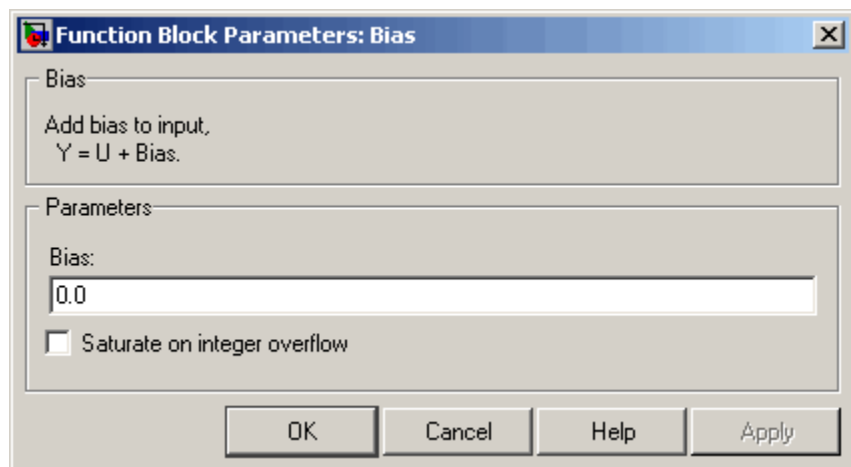 Function Block Parameters: Bias
Bias
Add bias to input,
Y = U + Bias.
Parameters
Bias:
0.0
Saturate on integer overflow
OK Cancel Help Apply